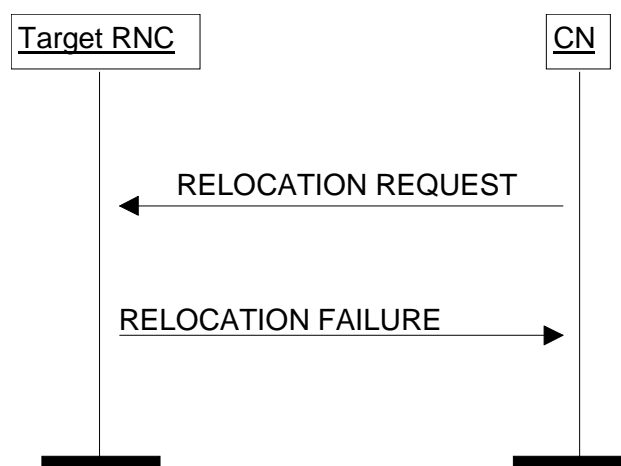 Target RNC
CN
RELOCATION REQUEST
RELOCATION FAILURE